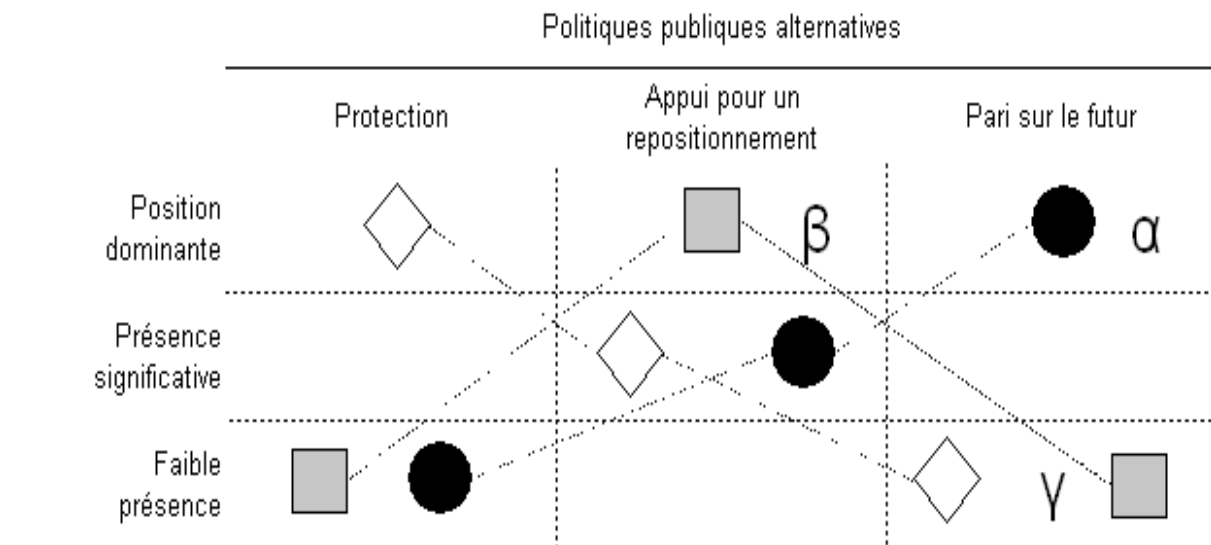 Politiques publiques alternatives
Protection
Appui pour un
repositionnement
Pari sur le futur
Position
dominante
β
α
Présence
significative
Faible
présence
γ